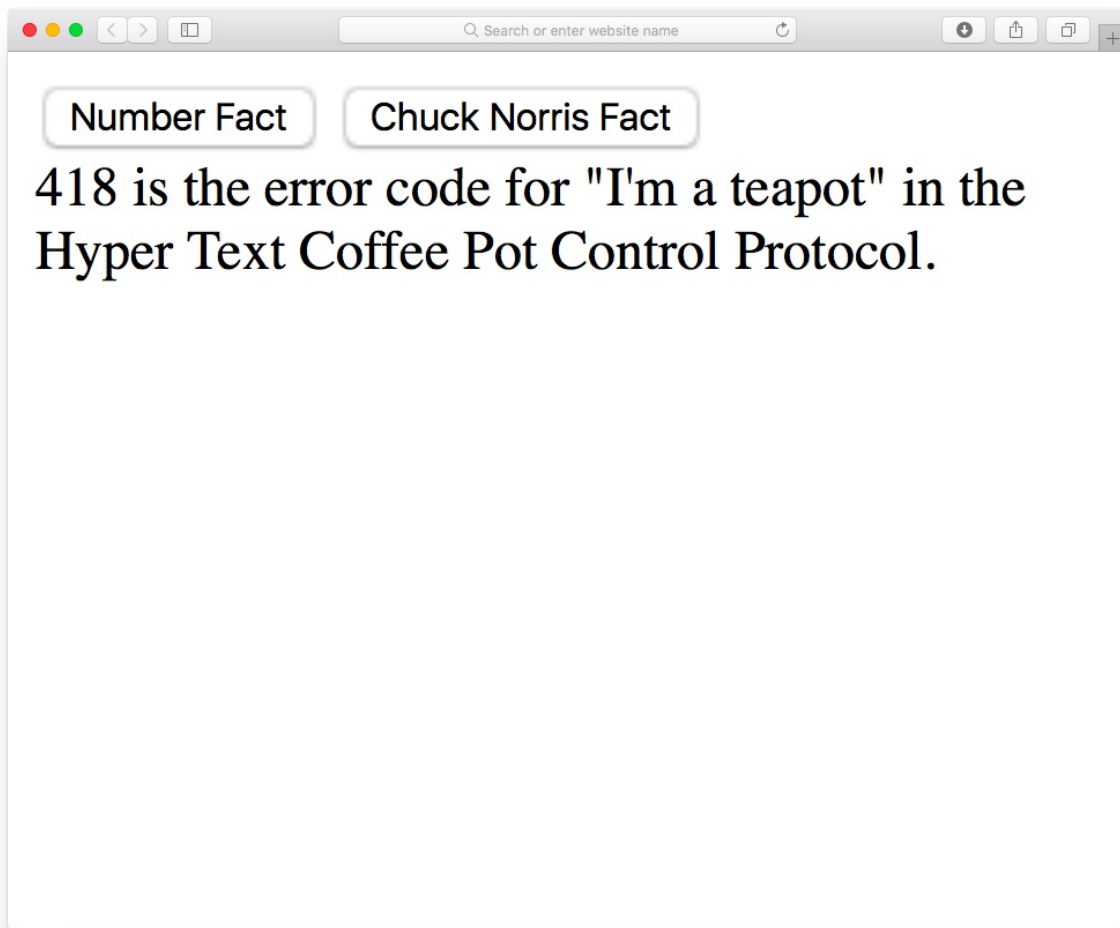 Search or enter website name
Number Fact Chuck Norris Fact
418 is the error code for "I'm a teapot" in the
Hyper Text Coffee Pot Control Protocol.